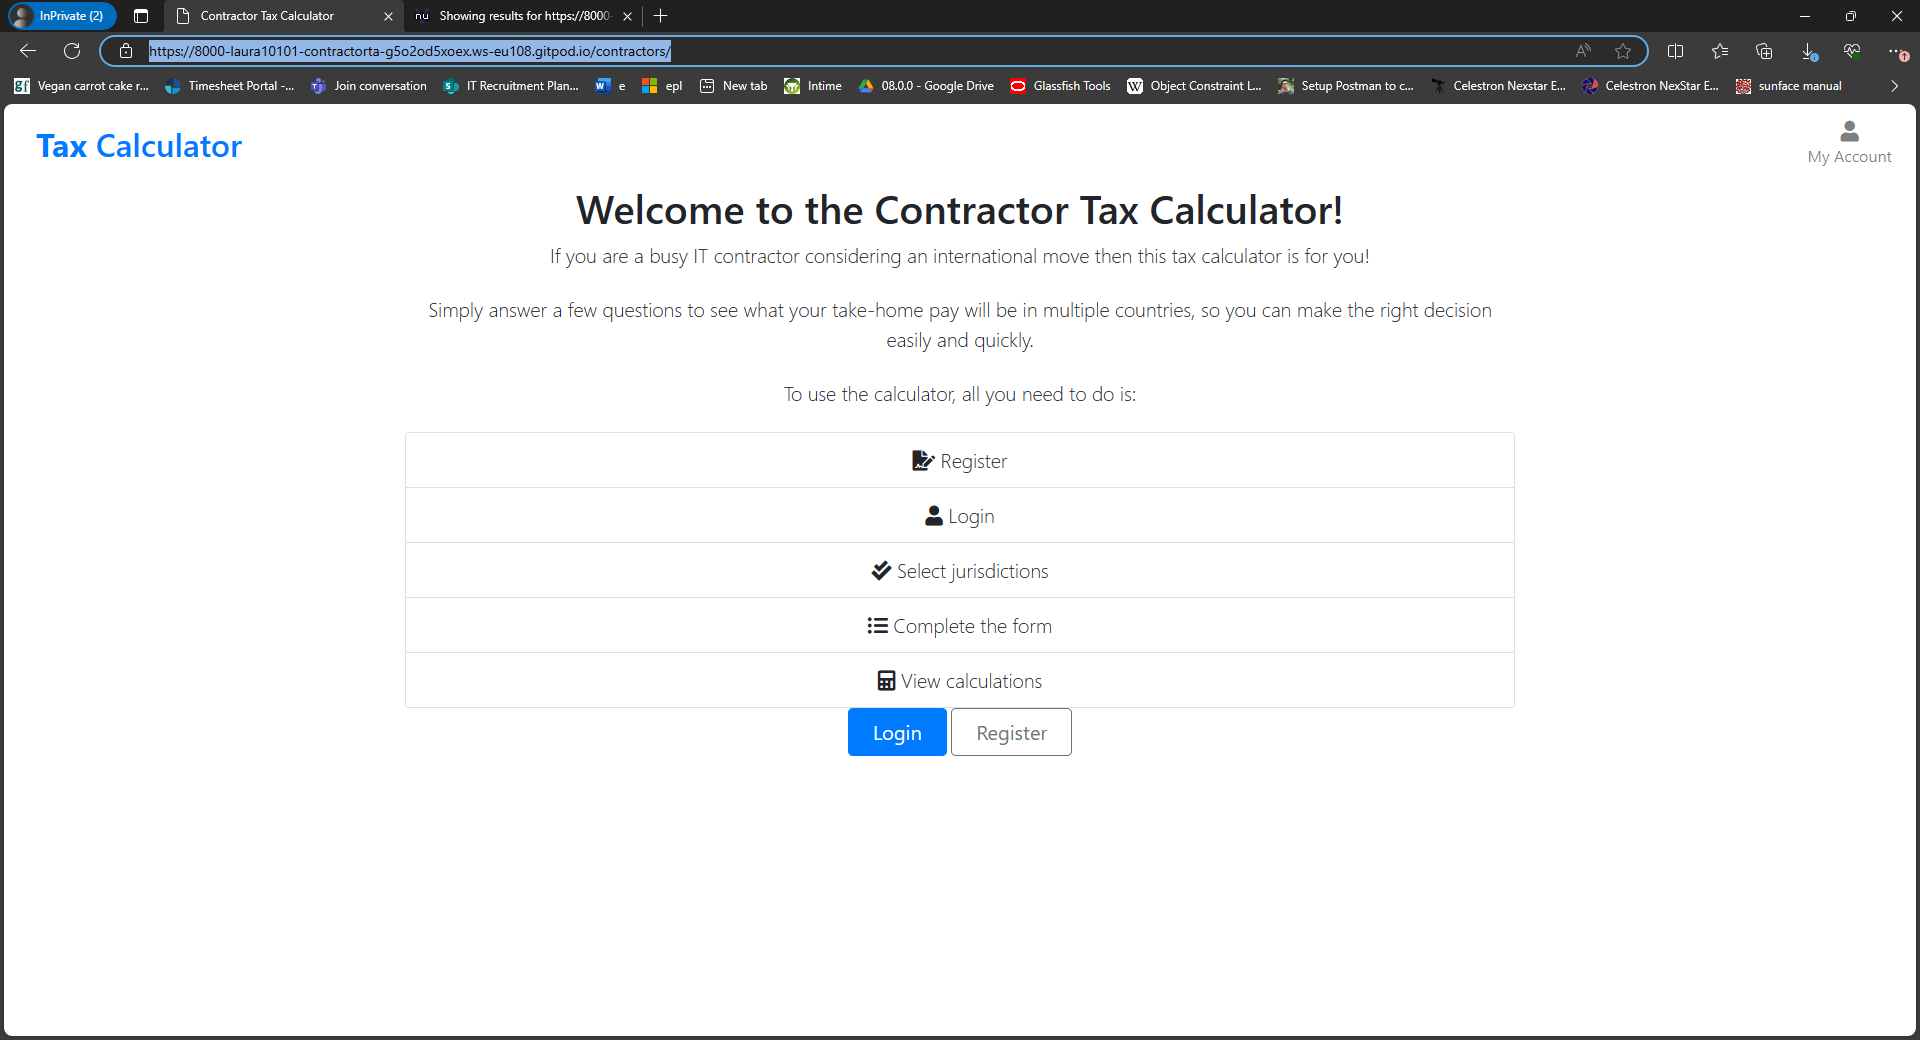 InPrivate (2)
Contractor Tax Calculator
nu Showing results for https://8000-
https://8000-laura10101-contractorta-g5o2od5xoex.ws-eu108.gitpod.io/contractors/
gf Vegan carrot cake r... Timesheet Portal -... Join conversation IT Recruitment Plan... e epl New tab Intime 08.0.0 - Google Drive Glassfish Tools W Object Constraint L... Setup Postman to c... Celestron Nexstar E... Celestron NexStar E... sunface manual
Tax Calculator
My Account
Welcome to the Contractor Tax Calculator!
If you are a busy IT contractor considering an international move then this tax calculator is for you!
Simply answer a few questions to see what your take-home pay will be in multiple countries, so you can make the right decision
easily and quickly.
To use the calculator, all you need to do is:
Register
Login
Select jurisdictions
Complete the form
View calculations
Login Register